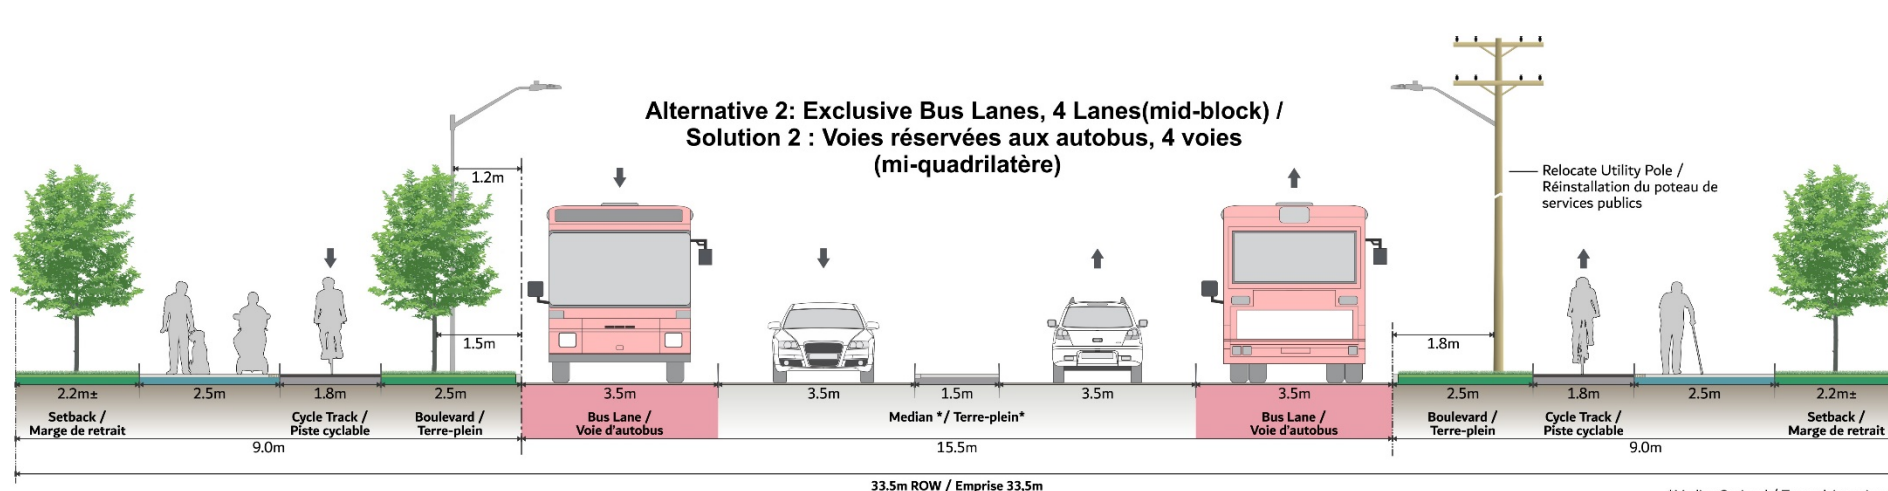 Alternative 2: Exclusive Bus Lanes, 4 Lanes(mid-block) /
Solution 2 : Voies réservées aux autobus, 4 voies
(mi-quadrilatère)
1.2m
Relocate Utility Pole /
Réinstallation du poteau de
services publics
1.5m
1.8m
2.2m±
2.5m
1.8m
2.5m
3.5m
3.5m
1.5m
3.5m
3.5m
2.5m
1.8m
2.5m
2.2m±
Setback /
Marge de retrait
Cycle Track /
Piste cyclable
Boulevard /
Terre-plein
Bus Lane /
Voie d'autobus
Median */ Terre-plein*
Bus Lane /
Voie d'autobus
Boulevard /
Terre-plein
Cycle Track /
Piste cyclable
Setback /
Marge de retrait
9.0m
15.5m
9.0m
33.5m ROW / Emprise 33.5m